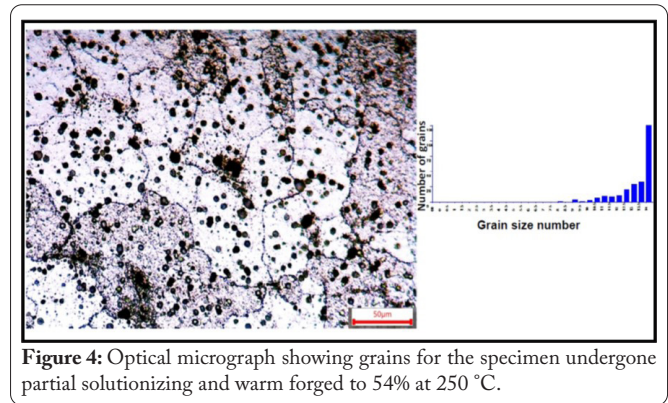 50µm
Number of grains
Grain size number
Figure 4: Optical micrograph showing grains for the specimen undergone
partial solutionizing and warm forged to 54% at 250 °C.